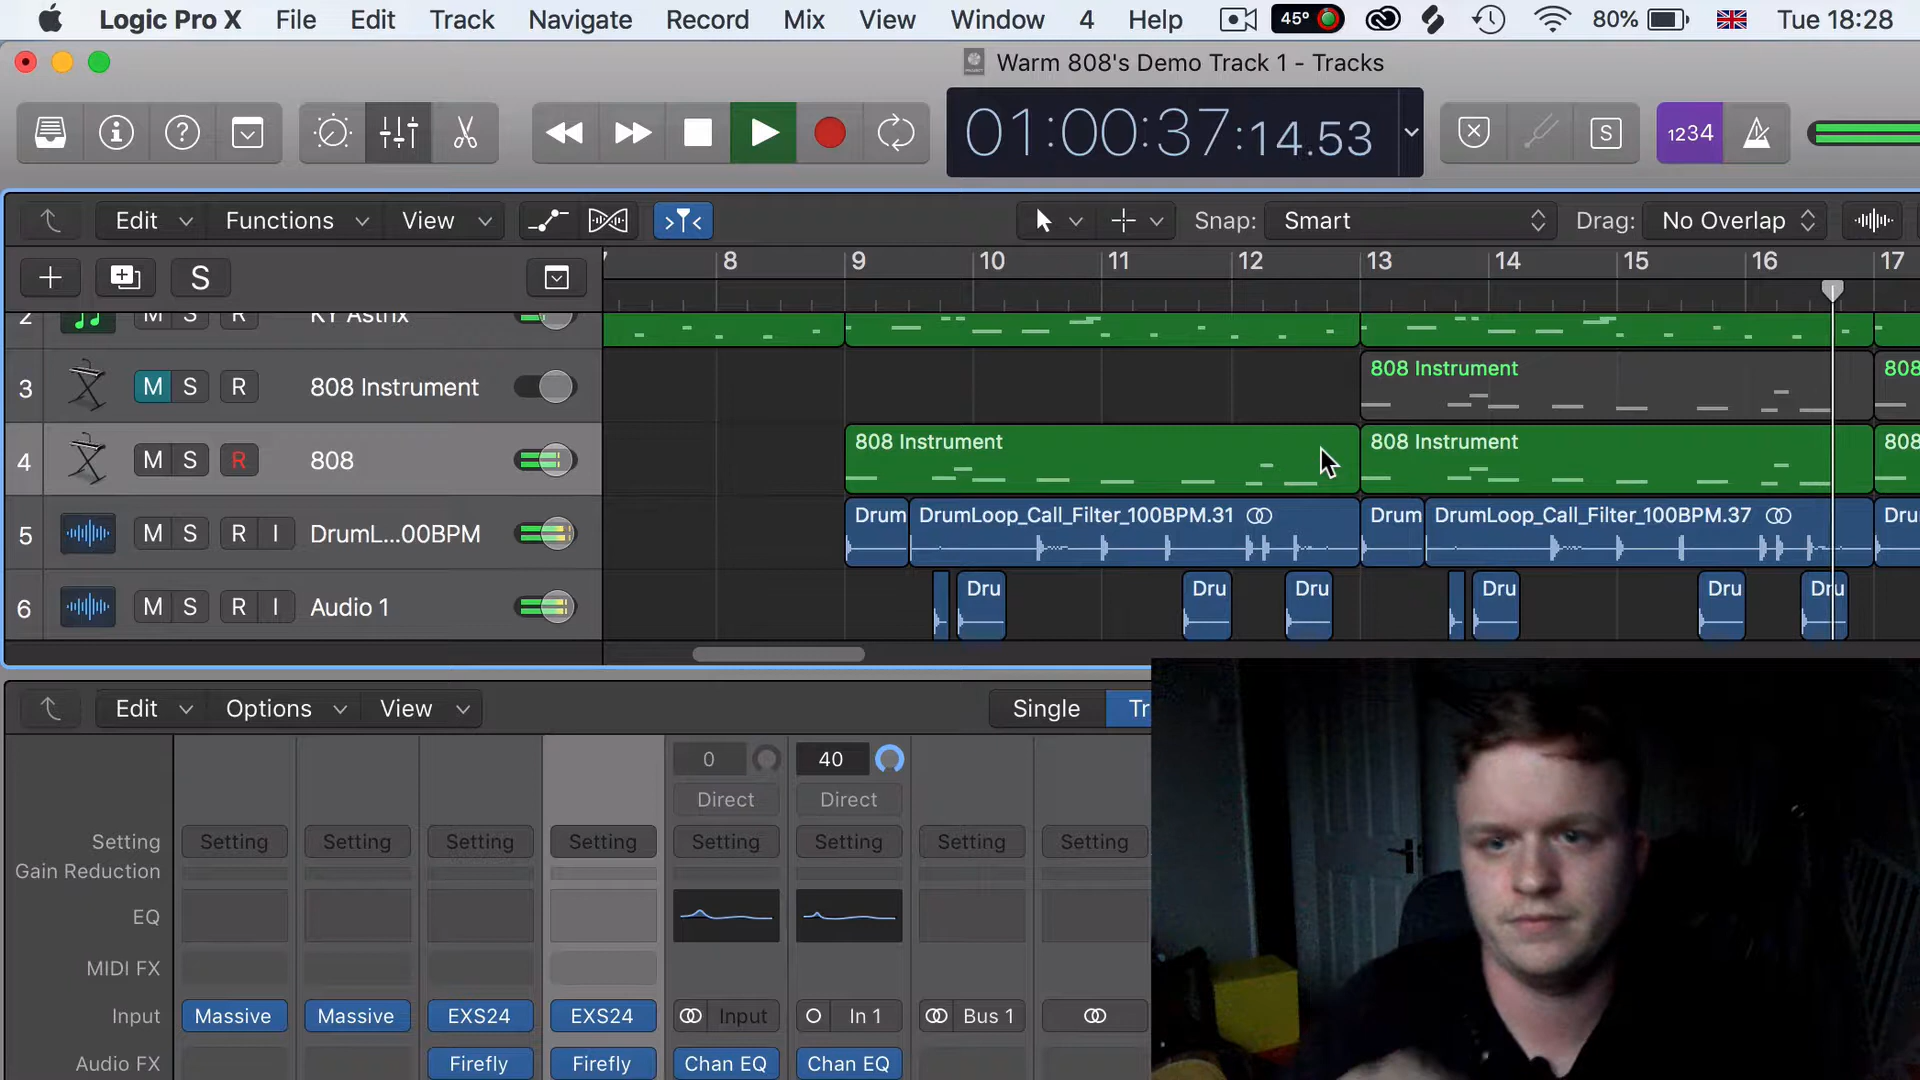 Logic Pro X File Edit Track Navigate Record Mix View Window 4 Help 45° 80% Tue 18:28
Warm 808's Demo Track 1 - Tracks
01:00:37:14.53
S 1234
Edit Functions View Snap: Smart Drag: No Overlap
S 8 9 10 11 12 13 14 15 16 17
2 M S R KY Astrix
3 M S R 808 Instrument 808 Instrument 808
4 M S R 808 808 Instrument 808 Instrument 808
5 M S R I DrumL...00BPM Drum DrumLoop_Call_Filter_100BPM.31 Drum DrumLoop_Call_Filter_100BPM.37 Dru
6 M S R I Audio 1 Dru Dru Dru Dru Dru Dru
Edit Options View Single Tr
0 40
Direct Direct
Setting Setting Setting Setting Setting Setting Setting Setting Setting
Gain Reduction
EQ
MIDI FX
Input Massive Massive EXS24 EXS24 Input In 1 Bus 1
Audio FX Firefly Firefly Chan EQ Chan EQ